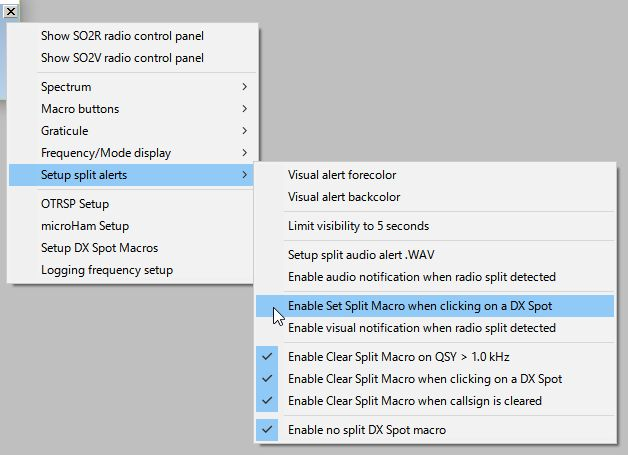 Show SO2R radio control panel
Show SO2V radio control panel
Spectrum
Macro buttons
Graticule
Frequency/Mode display
Setup split alerts
OTRSP Setup
microHam Setup
Setup DX Spot Macros
Logging frequency setup
Visual alert forecolor
Visual alert backcolor
Limit visibility to 5 seconds
Setup split audio alert .WAV
Enable audio notification when radio split detected
Enable Set Split Macro when clicking on a DX Spot
Enable visual notification when radio split detected
Enable Clear Split Macro on QSY > 1.0 kHz
Enable Clear Split Macro when clicking on a DX Spot
Enable Clear Split Macro when callsign is cleared
Enable no split DX Spot macro